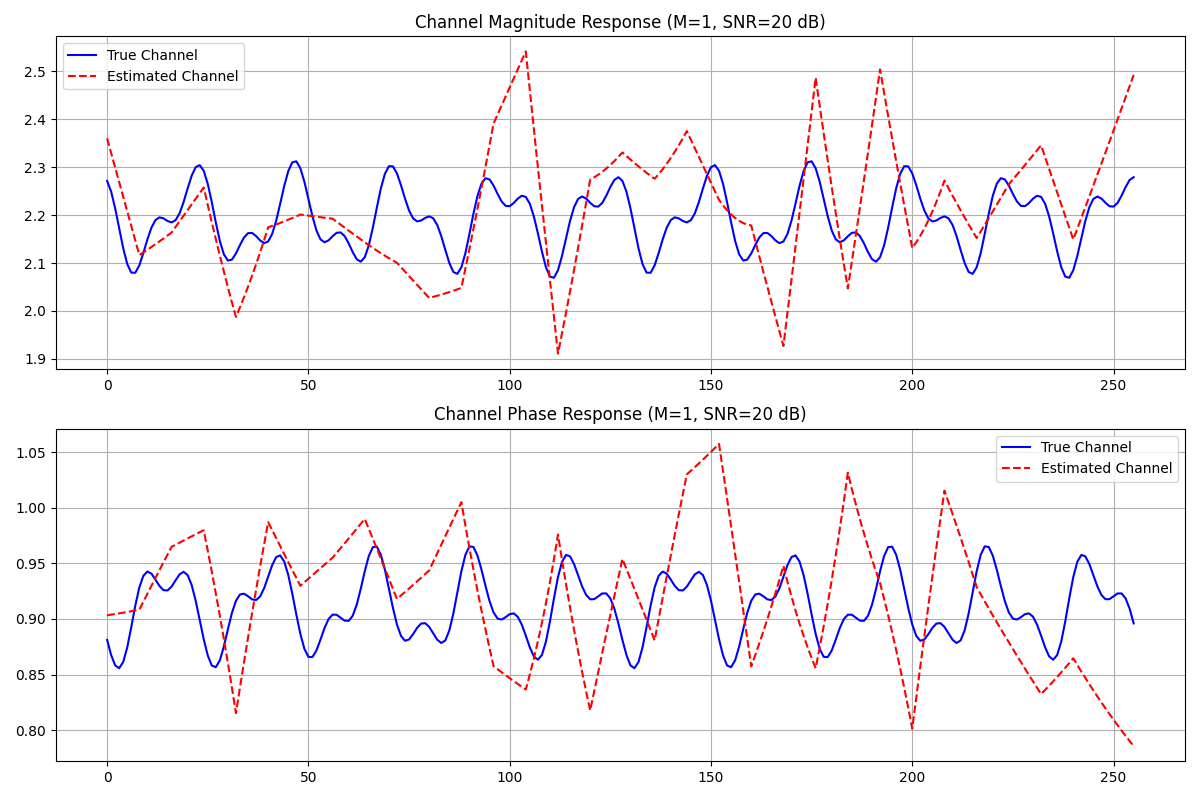 Channel Magnitude Response (M=1, SNR=20 dB)
True Channel
Estimated Channel
2.5
2.4
2.3
2.2
2.1
2.0
1.9
0 50 100 150 200 250
Channel Phase Response (M=1, SNR=20 dB)
True Channel
Estimated Channel
1.05
1.00
0.95
0.90
0.85
0.80
0 50 100 150 200 250